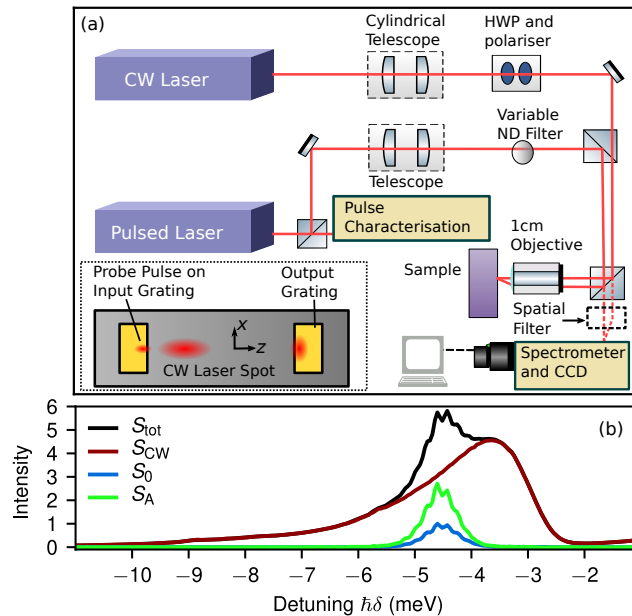 (a)
Cylindrical
Telescope
HWP and
polariser
CW Laser
Variable
ND Filter
Telescope
Pulsed Laser
Pulse
Characterisation
1cm
Objective
Sample
Probe Pulse on
Input Grating
Output
Grating
x
z
CW Laser Spot
Spatial
Filter
Spectrometer
and CCD
(b)
6
5
4
3
2
1
0
Intensity
S_tot
S_CW
S_0
S_A
−10 −9 −8 −7 −6 −5 −4 −3 −2
Detuning ℏδ (meV)